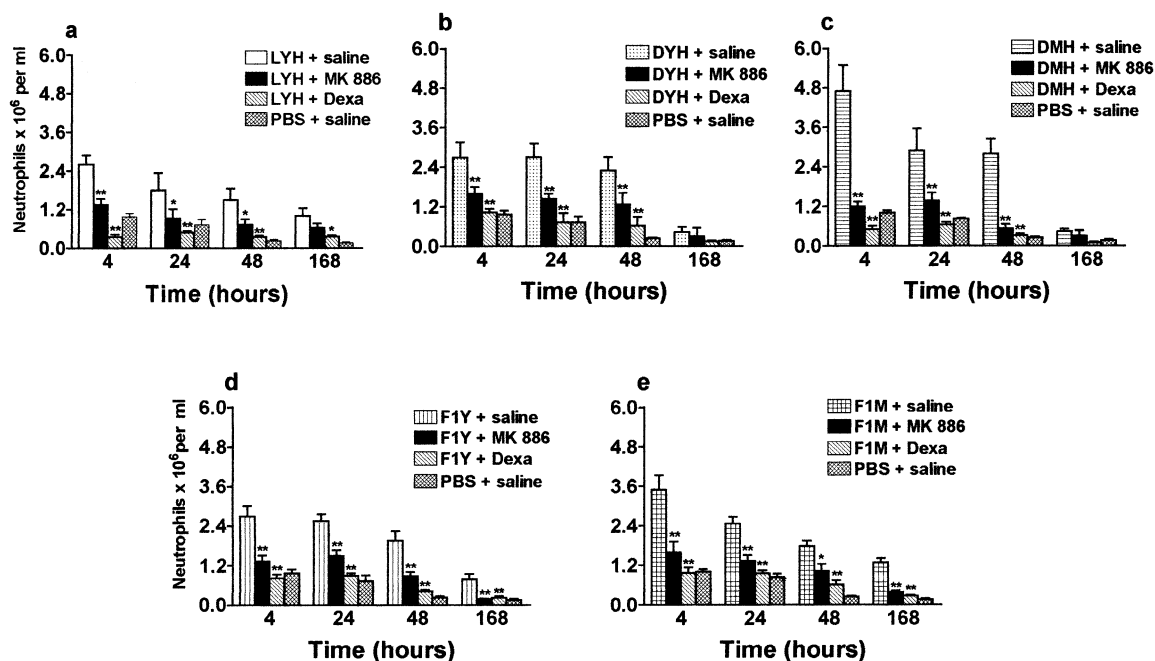 a
Neutrophils x 10⁶ per ml
6.0
4.8
3.6
2.4
1.2
0.0
LYH + saline
LYH + MK 886
LYH + Dexa
PBS + saline
** ** * ** * ** *
4 24 48 168
Time (hours)
b
6.0
4.8
3.6
2.4
1.2
0.0
DYH + saline
DYH + MK 886
DYH + Dexa
PBS + saline
** ** ** ** ** **
4 24 48 168
Time (hours)
c
6.0
4.8
3.6
2.4
1.2
0.0
DMH + saline
DMH + MK 886
DMH + Dexa
PBS + saline
** ** ** ** ** **
4 24 48 168
Time (hours)
d
Neutrophils x 10⁶ per ml
6.0
4.8
3.6
2.4
1.2
0.0
F1Y + saline
F1Y + MK 886
F1Y + Dexa
PBS + saline
** ** ** ** ** ** ** **
4 24 48 168
Time (hours)
e
6.0
4.8
3.6
2.4
1.2
0.0
F1M + saline
F1M + MK 886
F1M + Dexa
PBS + saline
** ** ** ** * ** ** **
4 24 48 168
Time (hours)